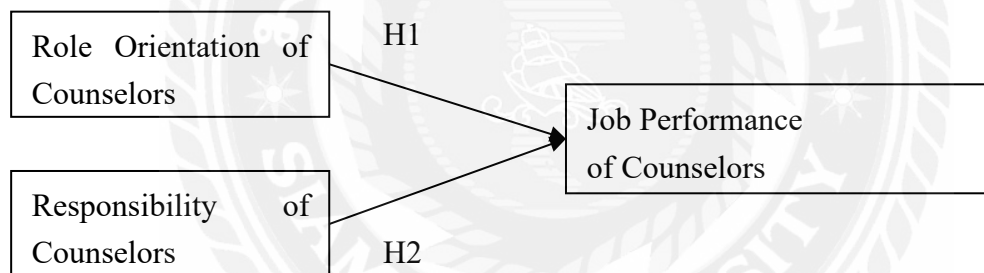 H1
Role Orientation of
Counselors
Job Performance
of Counselors
Responsibility of
Counselors
H2